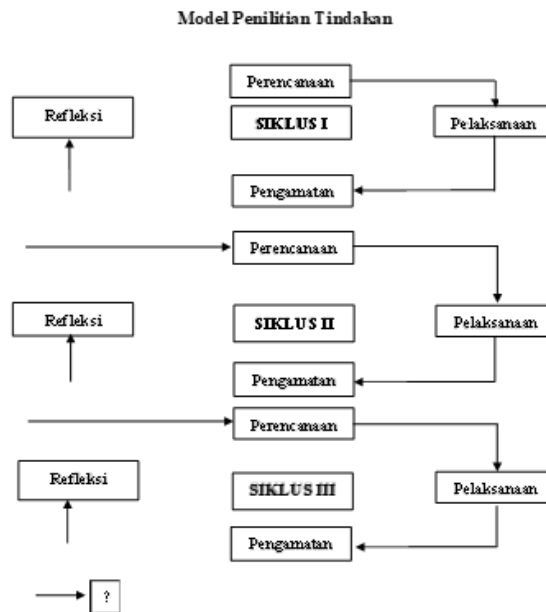 Model Penilitian Tindakan
Perencanaan
Refleksi
SIKLUS I
Pelaksanaan
Pengamatan
Perencanaan
Refleksi
SIKLUS II
Pelaksanaan
Pengamatan
Perencanaan
Refleksi
SIKLUS III
Pelaksanaan
Pengamatan
?